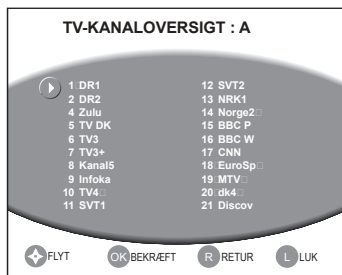 TV-KANALOVERSIGT : A
1 DR1
2 DR2
4 Zulu
5 TV DK
6 TV3
7 TV3+
8 Kanal5
9 Infoka
10 TV4
11 SVT1
12 SVT2
13 NRK1
14 Norge2
15 BBC P
16 BBC W
17 CNN
18 EuroSp
19 MTV
20 dk4
21 Discov
FLYT
OK BEKRÆFT
R RETUR
L LUK